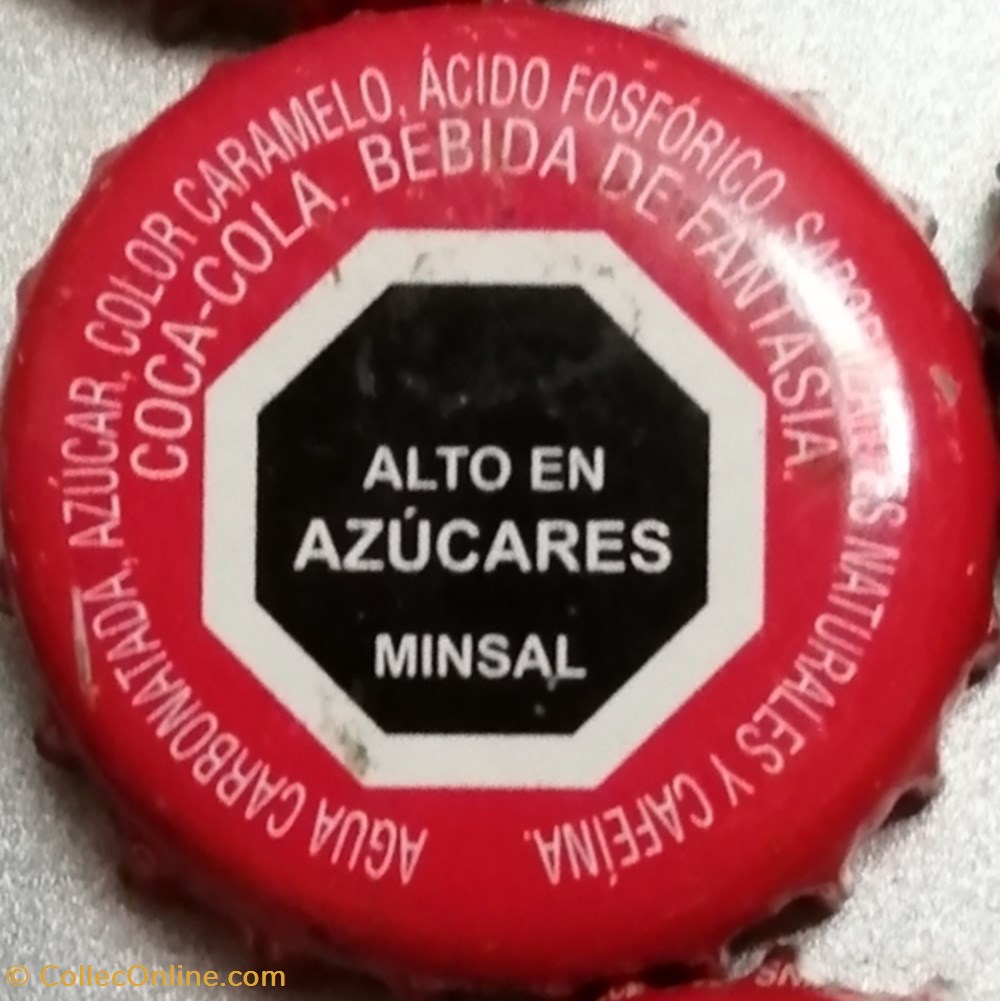 AGUA CARBONATADA, AZÚCAR, COLOR CARAMELO, ÁCIDO FOSFÓRICO, SABORIZANTES NATURALES Y CAFEÍNA.
COCA-COLA. BEBIDA DE FANTASIA.
ALTO EN
AZÚCARES
MINSAL
© CollecOnline.com